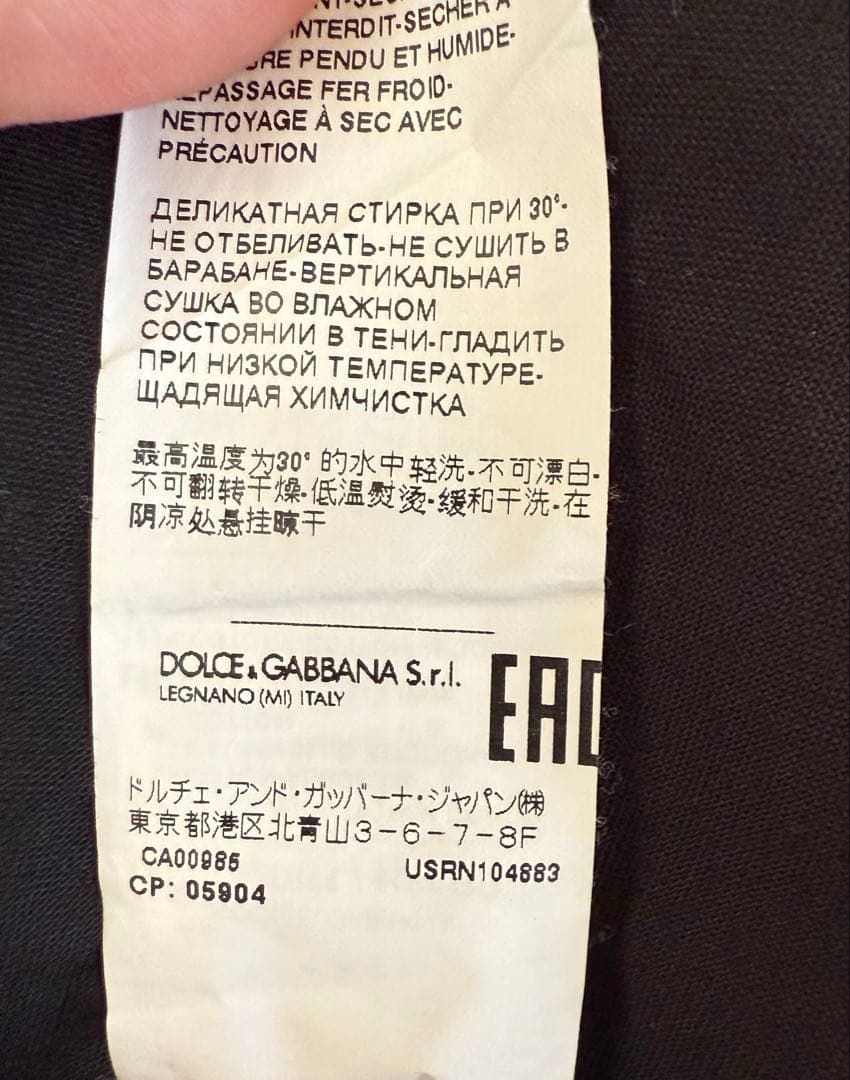 INTERDIT-SECHER A
PENDU ET HUMIDE-
FER FROID-
NETTOYAGE À SEC AVEC
PRÉCAUTION
ДЕЛИКАТНАЯ СТИРКА ПРИ 30°-
НЕ ОТБЕЛИВАТЬ-НЕ СУШИТЬ В
БАРАБАНЕ-ВЕРТИКАЛЬНАЯ
СУШКА ВО ВЛАЖНОМ
СОСТОЯНИИ В ТЕНИ-ГЛАДИТЬ
ПРИ НИЗКОЙ ТЕМПЕРАТУРЕ-
ЩАДЯЩАЯ ХИМЧИСТКА
最高温度为30° 的水中轻洗-不可漂白-
不可翻转干燥-低温熨烫-缓和干洗-在
阴凉处悬挂晾干
DOLCE & GABBANA S.r.l.
LEGNANO (MI) ITALY
EAC
ドルチェ・アンド・ガッバーナ・ジャパン㈱
東京都港区北青山3-6-7-8F
CA00985
USRN104883
CP: 05904